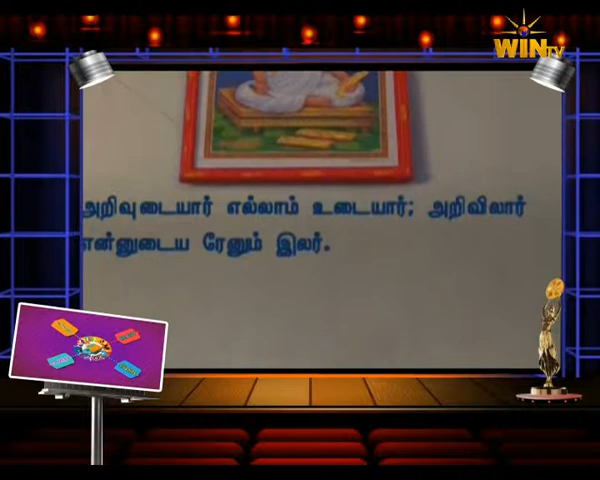 WINTV
அறிவுடையார் எல்லாம் உடையார்; அறிவிலார்
என்னுடைய ரேனும் இலர்.